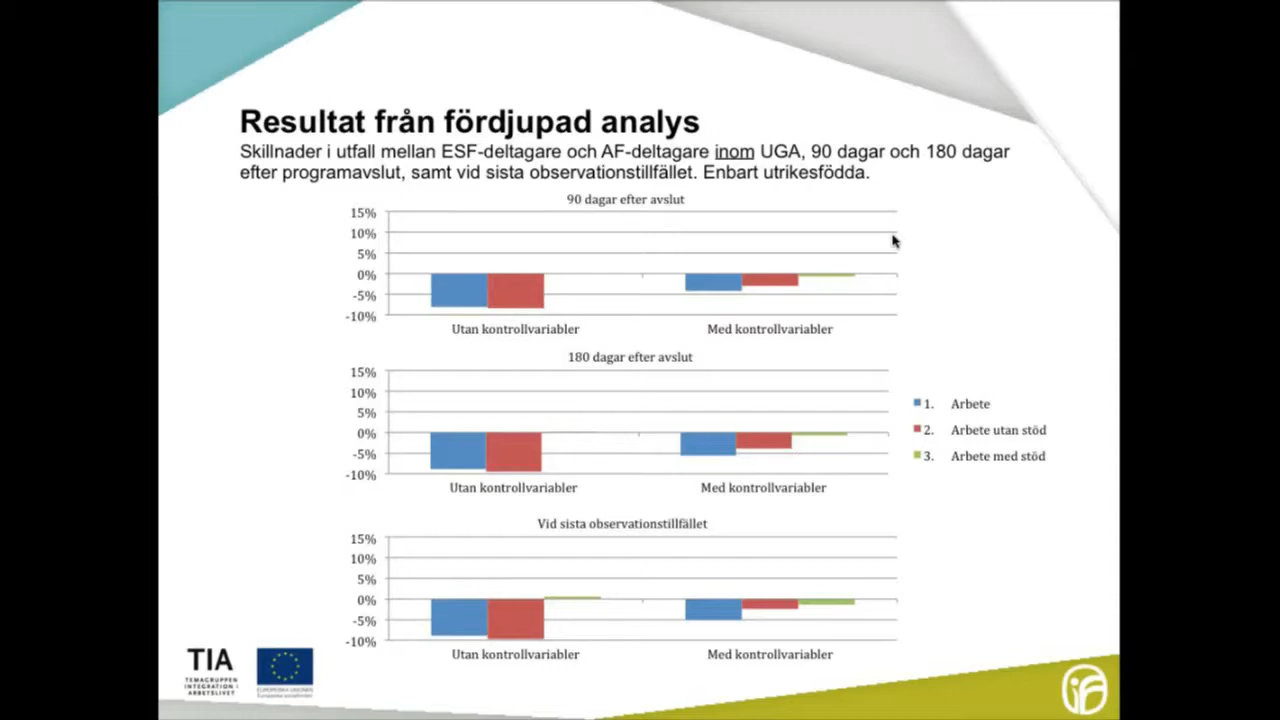 Resultat från fördjupad analys
Skillnader i utfall mellan ESF-deltagare och AF-deltagare inom UGA, 90 dagar och 180 dagar
efter programavslut, samt vid sista observationstillfället. Enbart utrikesfödda.
90 dagar efter avslut
15%
10%
5%
0%
-5%
-10%
Utan kontrollvariabler
Med kontrollvariabler
180 dagar efter avslut
15%
10%
5%
0%
-5%
-10%
Utan kontrollvariabler
Med kontrollvariabler
1. Arbete
2. Arbete utan stöd
3. Arbete med stöd
Vid sista observationstillfället
15%
10%
5%
0%
-5%
-10%
Utan kontrollvariabler
Med kontrollvariabler
TIA
TEMAGRUPPEN
INTEGRATION I
ARBETSLIVET
EUROPEISKA UNIONEN
Europeiska socialfonden